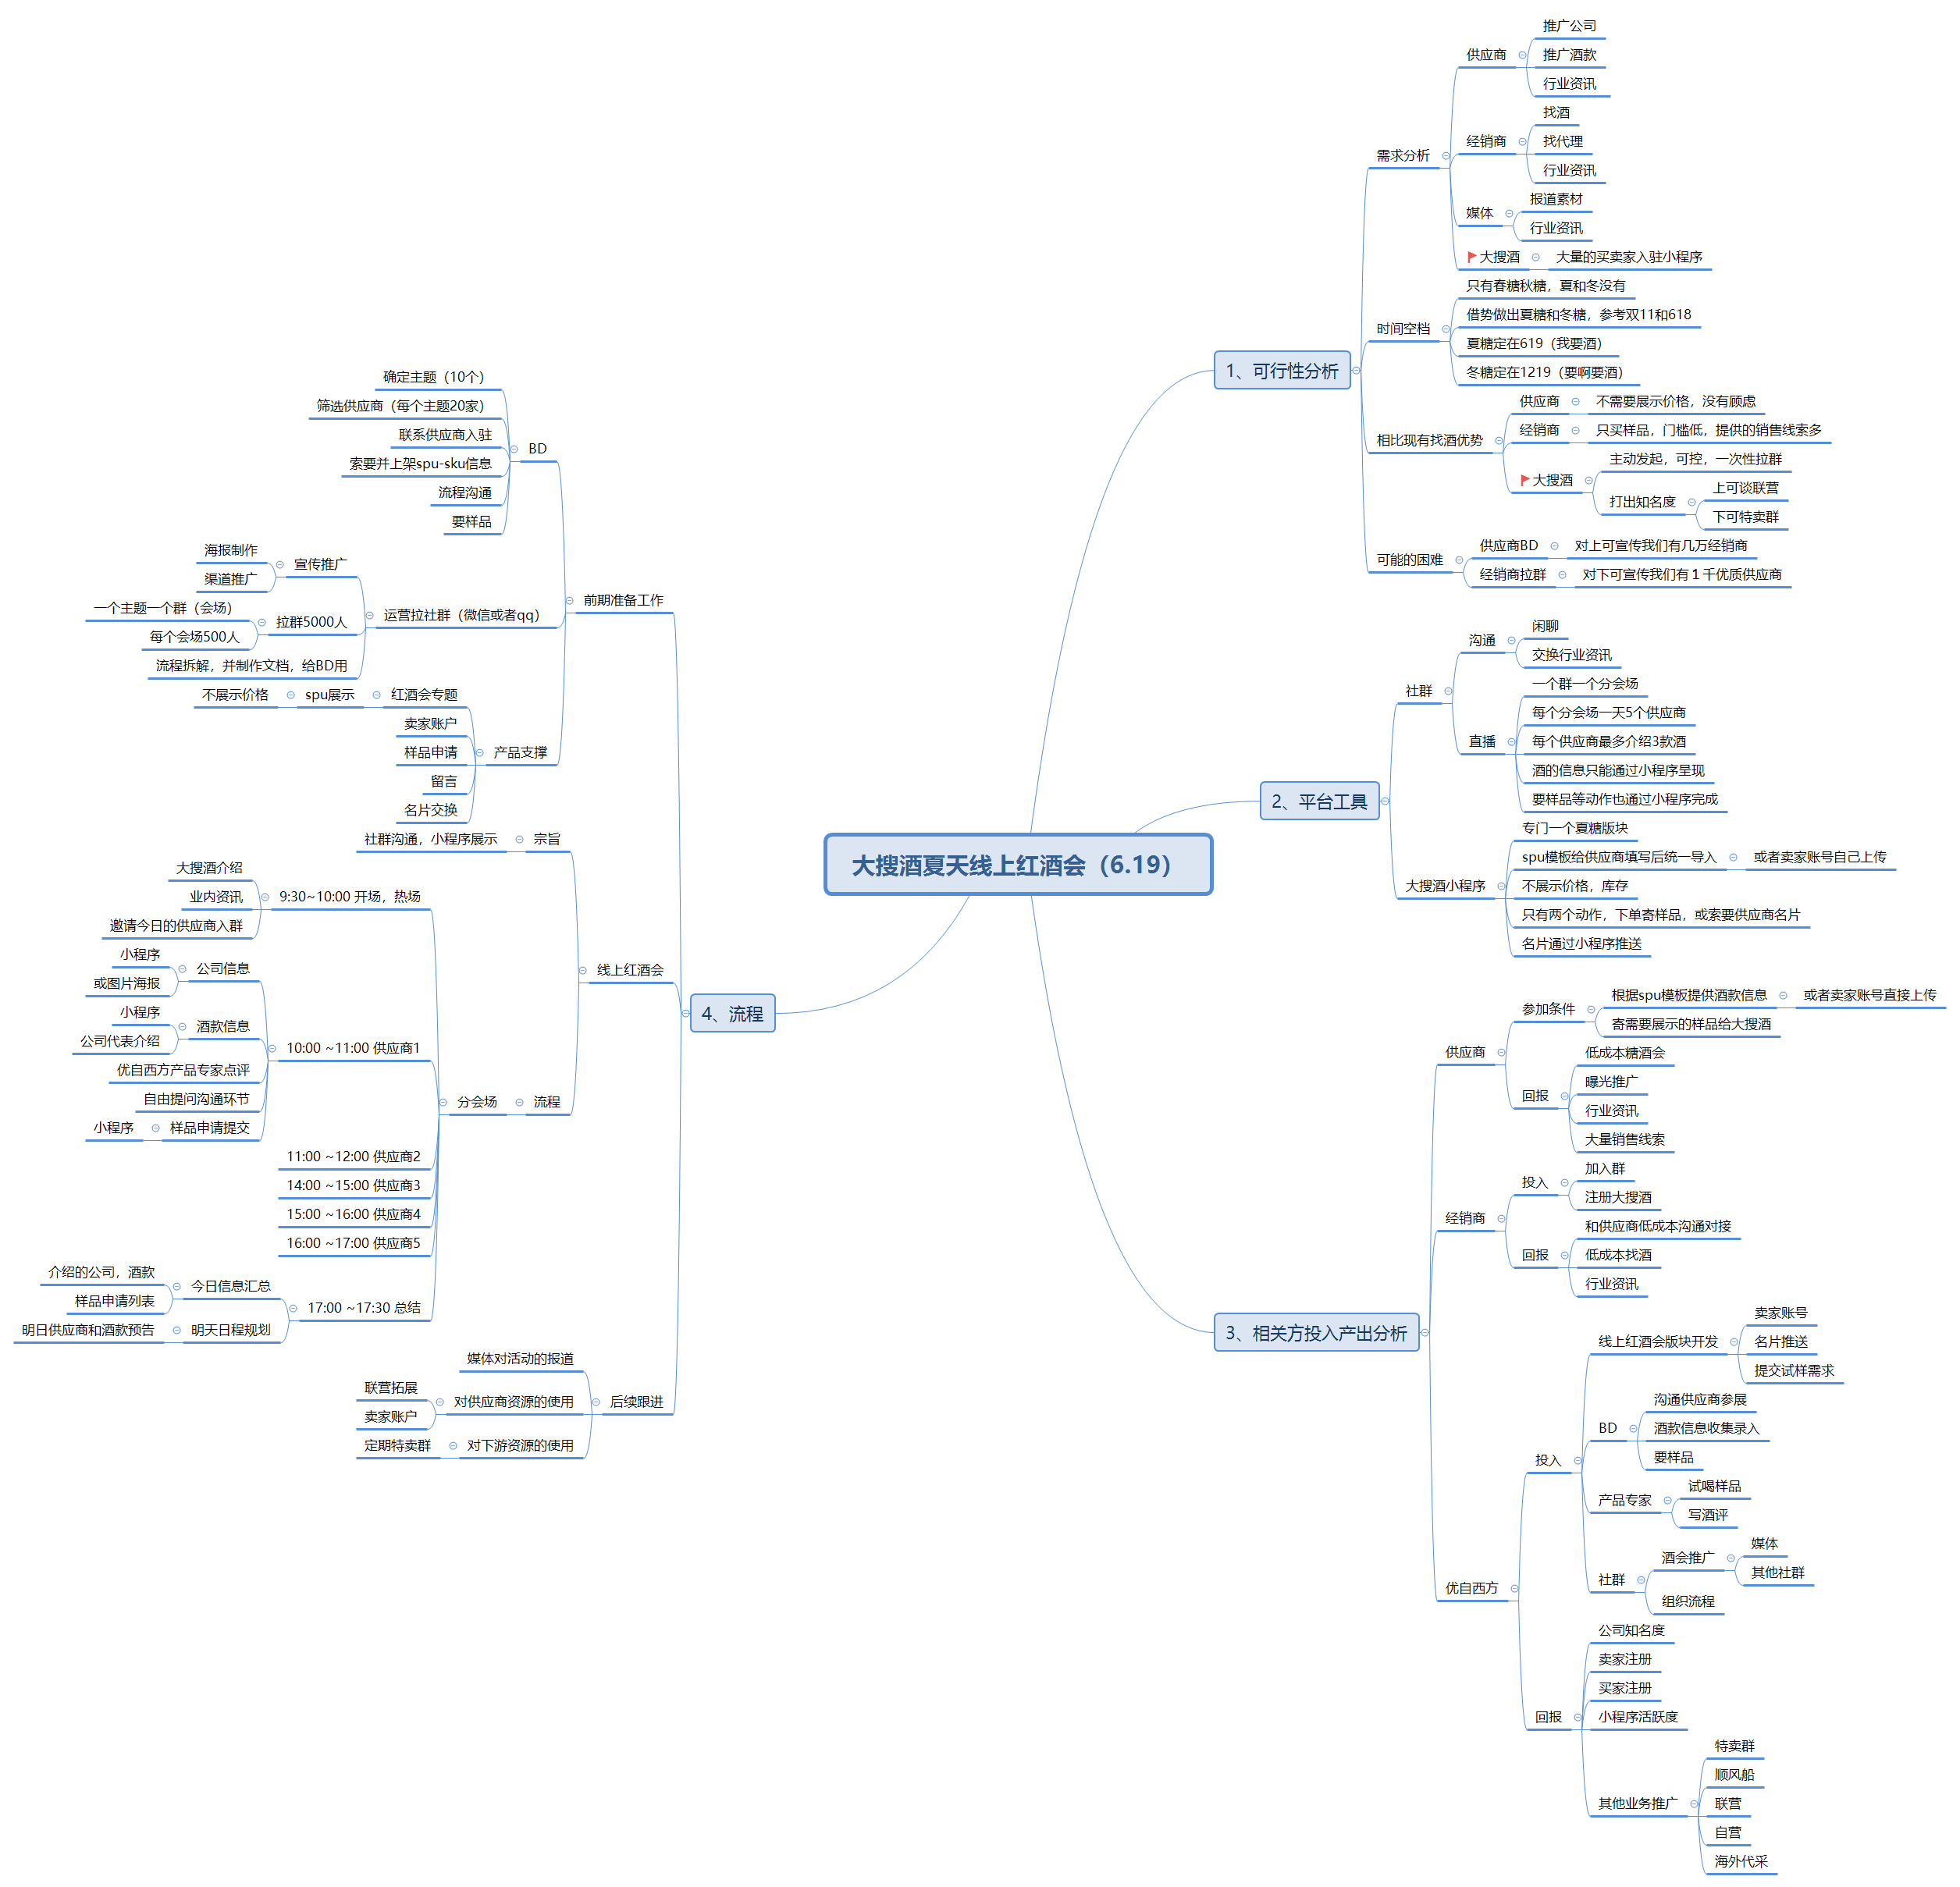 大搜酒夏天线上红酒会（6.19）
1、可行性分析
需求分析
供应商
推广公司
推广酒款
行业资讯
经销商
找酒
找代理
行业资讯
媒体
报道素材
行业资讯
大搜酒
大量的买卖家入驻小程序
时间空档
只有春糖秋糖，夏和冬没有
借势做出夏糖和冬糖，参考双11和618
夏糖定在619（我要酒）
冬糖定在1219（要啊要酒）
相比现有找酒优势
供应商
不需要展示价格，没有顾虑
经销商
只买样品，门槛低，提供的销售线索多
大搜酒
主动发起，可控，一次性拉群
打出知名度
上可谈联营
下可特卖群
可能的困难
供应商BD
对上可宣传我们有几万经销商
经销商拉群
对下可宣传我们有１千优质供应商
2、平台工具
社群
沟通
闲聊
交换行业资讯
直播
一个群一个分会场
每个分会场一天5个供应商
每个供应商最多介绍3款酒
酒的信息只能通过小程序呈现
要样品等动作也通过小程序完成
大搜酒小程序
专门一个夏糖版块
spu模板给供应商填写后统一导入
或者卖家账号自己上传
不展示价格，库存
只有两个动作，下单寄样品，或索要供应商名片
名片通过小程序推送
3、相关方投入产出分析
供应商
参加条件
根据spu模板提供酒款信息
或者卖家账号直接上传
寄需要展示的样品给大搜酒
回报
低成本糖酒会
曝光推广
行业资讯
大量销售线索
经销商
投入
加入群
注册大搜酒
回报
和供应商低成本沟通对接
低成本找酒
行业资讯
优自西方
投入
线上红酒会版块开发
卖家账号
名片推送
提交试样需求
BD
沟通供应商参展
酒款信息收集录入
要样品
产品专家
试喝样品
写酒评
社群
酒会推广
媒体
其他社群
组织流程
回报
公司知名度
卖家注册
买家注册
小程序活跃度
其他业务推广
特卖群
顺风船
联营
自营
海外代采
4、流程
前期准备工作
BD
确定主题（10个）
筛选供应商（每个主题20家）
联系供应商入驻
索要并上架spu-sku信息
流程沟通
要样品
运营拉社群（微信或者qq）
宣传推广
海报制作
渠道推广
拉群5000人
一个主题一个群（会场）
每个会场500人
流程拆解，并制作文档，给BD用
产品支撑
红酒会专题
spu展示
不展示价格
卖家账户
样品申请
留言
名片交换
线上红酒会
宗旨
社群沟通，小程序展示
流程
分会场
9:30~10:00 开场，热场
大搜酒介绍
业内资讯
邀请今日的供应商入群
10:00 ~11:00 供应商1
公司信息
小程序
或图片海报
酒款信息
小程序
公司代表介绍
优自西方产品专家点评
自由提问沟通环节
样品申请提交
小程序
11:00 ~12:00 供应商2
14:00 ~15:00 供应商3
15:00 ~16:00 供应商4
16:00 ~17:00 供应商5
17:00 ~17:30 总结
今日信息汇总
介绍的公司，酒款
样品申请列表
明天日程规划
明日供应商和酒款预告
后续跟进
媒体对活动的报道
对供应商资源的使用
联营拓展
卖家账户
对下游资源的使用
定期特卖群